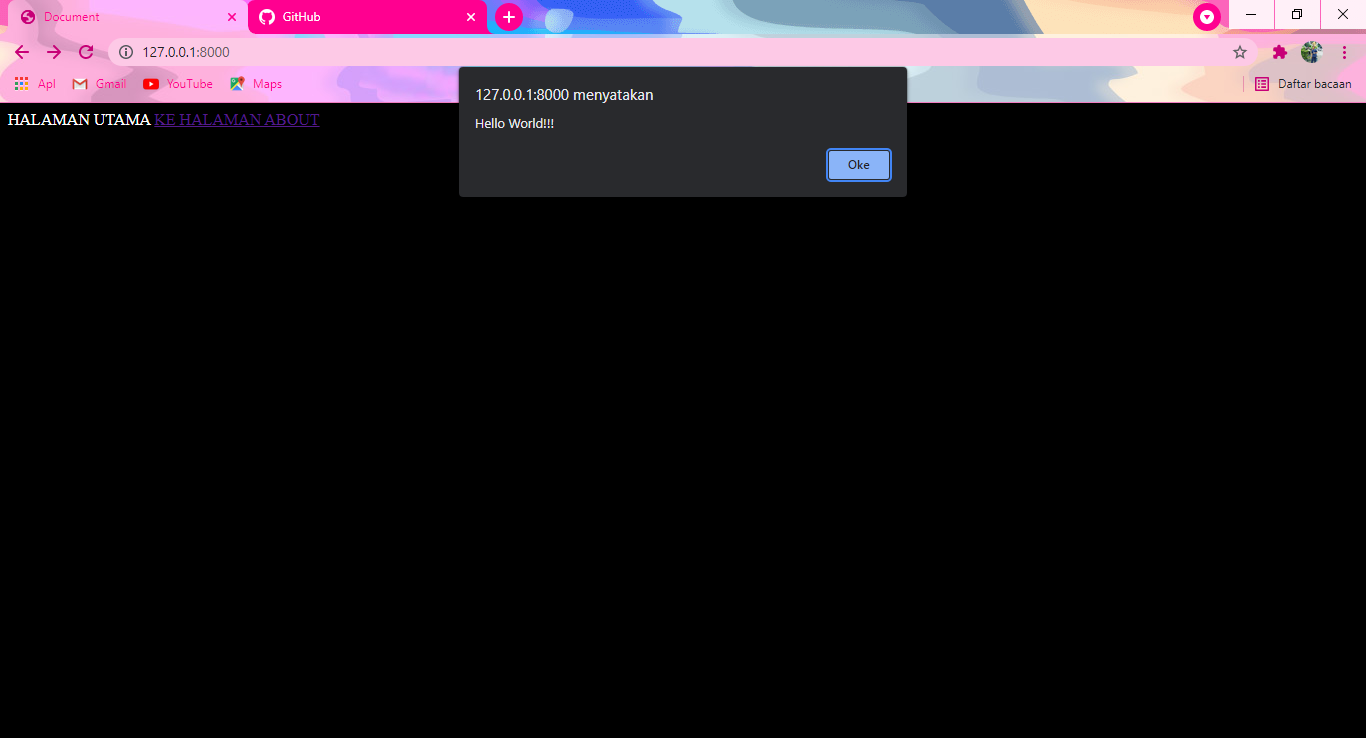 Document GitHub
127.0.0.1:8000
Apl Gmail YouTube Maps Daftar bacaan
127.0.0.1:8000 menyatakan
Hello World!!!
Oke
HALAMAN UTAMA KE HALAMAN ABOUT